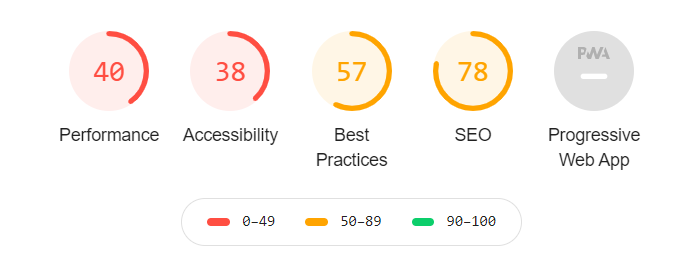 40
38
57
78
PWA
Performance
Accessibility
Best
Practices
SEO
Progressive
Web App
0–49
50–89
90–100